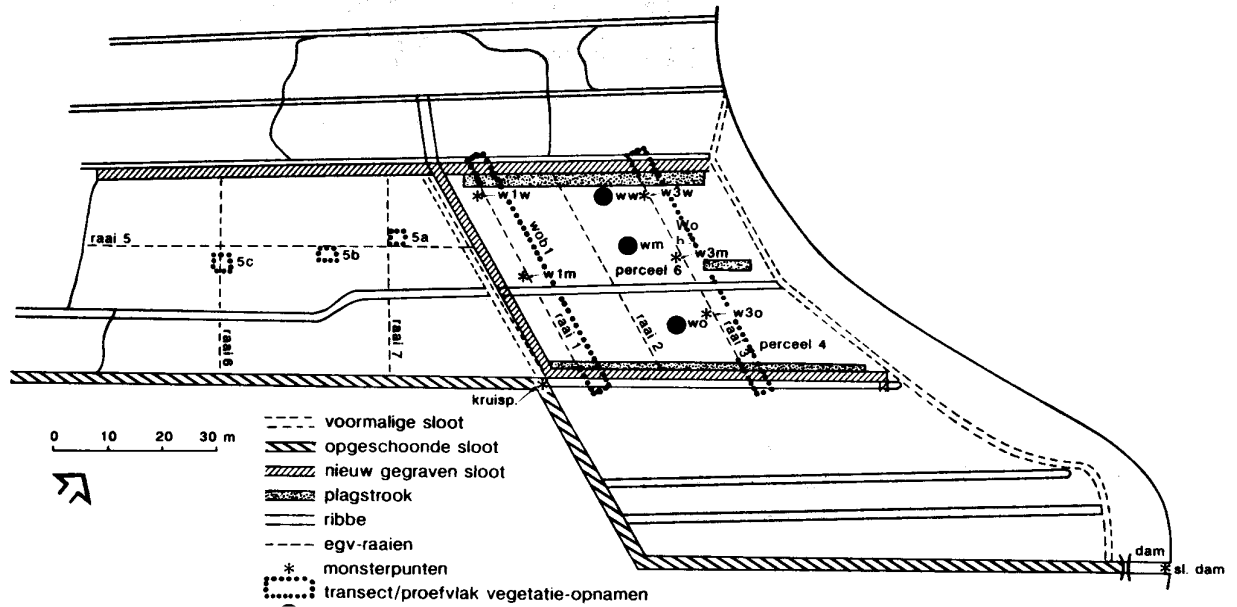 w1w
ww
w3w
wob1
Wo
h
raai 5
5a
5b
5c
wm
w3m
w1m
perceel 6
wo
w3o
raai 6
raai 7
raai 1
raai 2
raai 3
perceel 4
kruisp.
voormalige sloot
opgeschoonde sloot
nieuw gegraven sloot
plagstrook
ribbe
egv-raaien
monsterpunten
transect/proefvlak vegetatie-opnamen
0 10 20 30 m
dam
sl. dam